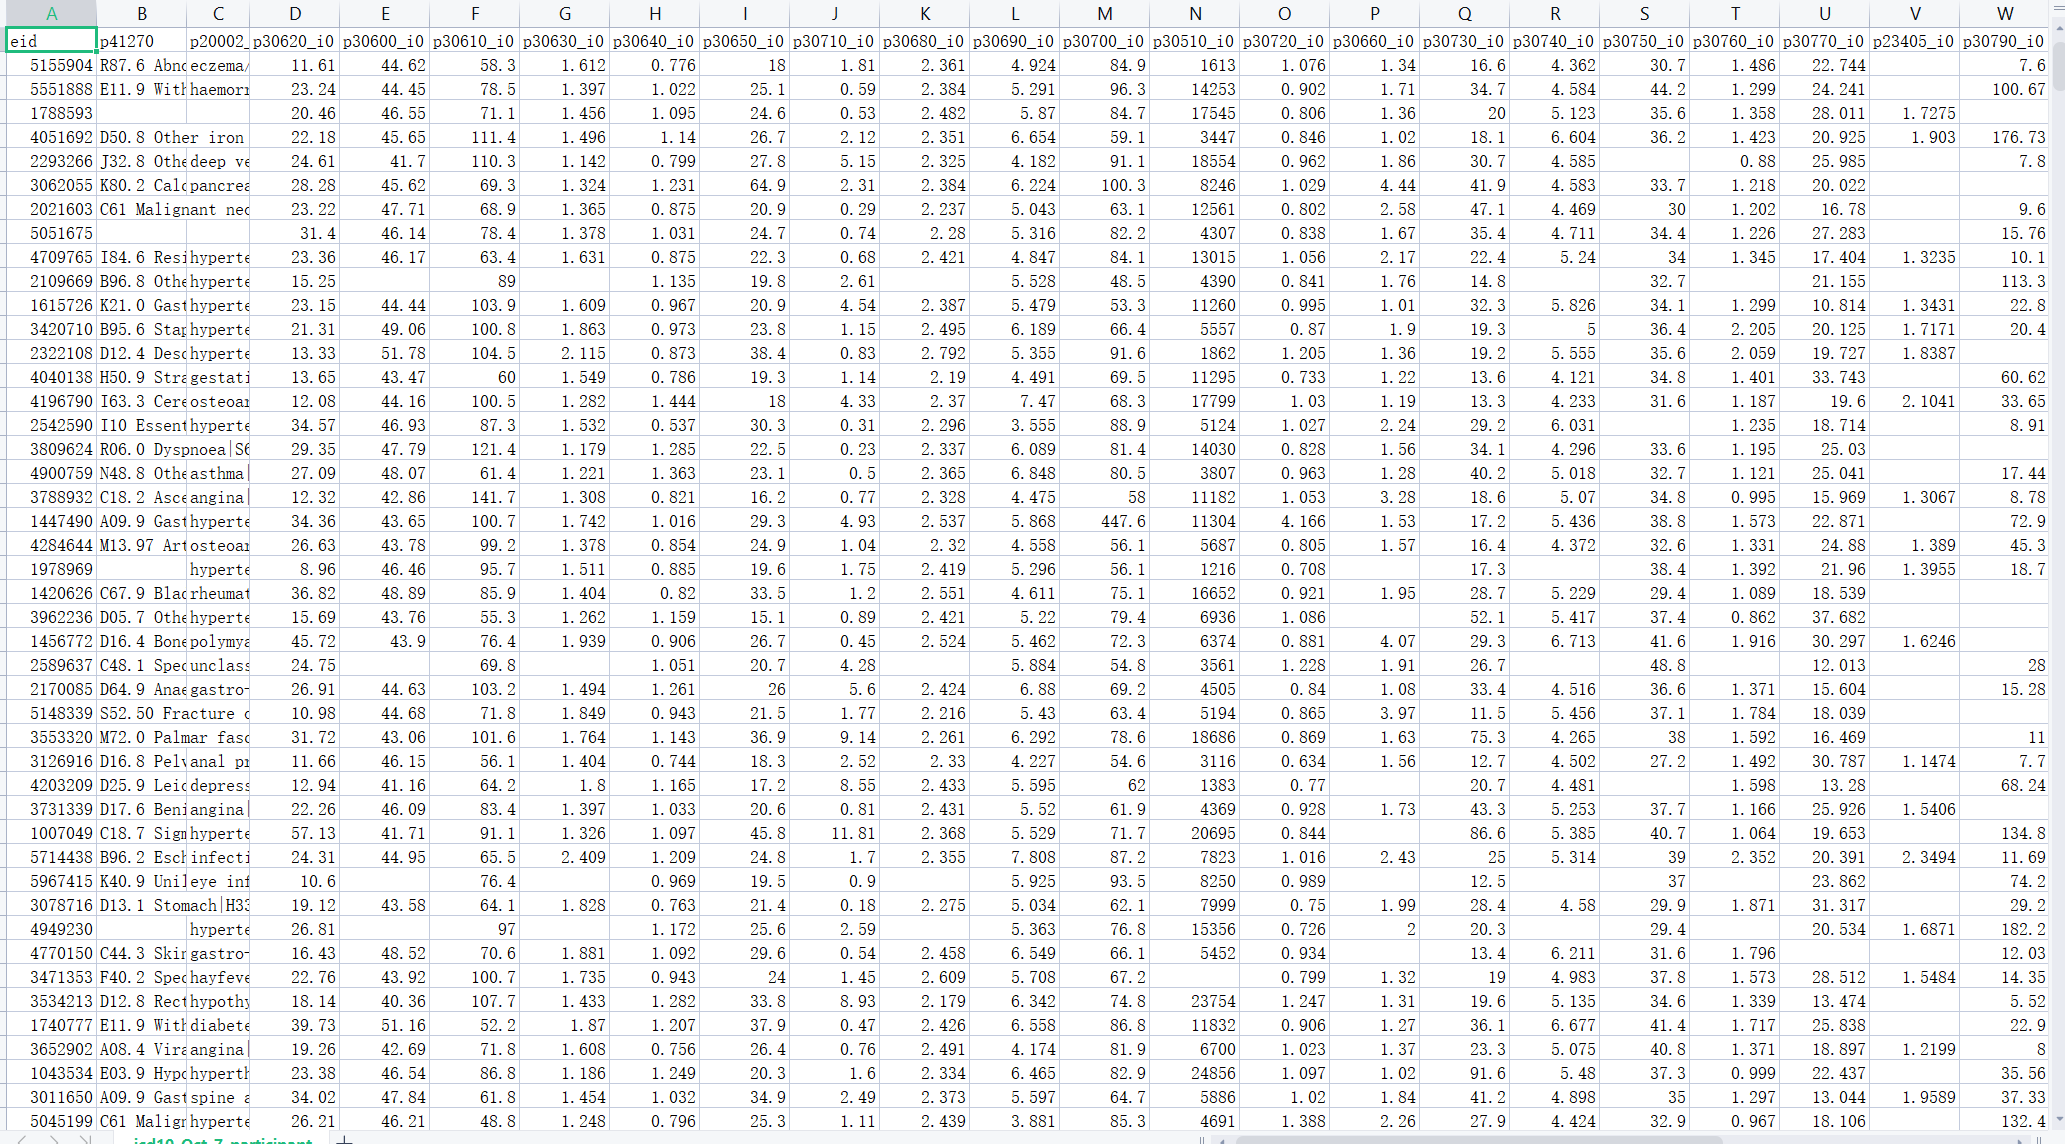 A B C D E F G H I J K L M N O P Q R S T U V W
eid p41270 p20002_ p30620_i0 p30600_i0 p30610_i0 p30630_i0 p30640_i0 p30650_i0 p30710_i0 p30680_i0 p30690_i0 p30700_i0 p30510_i0 p30720_i0 p30660_i0 p30730_i0 p30740_i0 p30750_i0 p30760_i0 p30770_i0 p23405_i0 p30790_i0
5155904 R87.6 Abno eczema/ 11.61 44.62 58.3 1.612 0.776 18 1.81 2.361 4.924 84.9 1613 1.076 1.34 16.6 4.362 30.7 1.486 22.744 7.6
5551888 E11.9 With haemorr 23.24 44.45 78.5 1.397 1.022 25.1 0.59 2.384 5.291 96.3 14253 0.902 1.71 34.7 4.584 44.2 1.299 24.241 100.67
1788593 20.46 46.55 71.1 1.456 1.095 24.6 0.53 2.482 5.87 84.7 17545 0.806 1.36 20 5.123 35.6 1.358 28.011 1.7275
4051692 D50.8 Other iron 22.18 45.65 111.4 1.496 1.14 26.7 2.12 2.351 6.654 59.1 3447 0.846 1.02 18.1 6.604 36.2 1.423 20.925 1.903 176.73
2293266 J32.8 Othe deep ve 24.61 41.7 110.3 1.142 0.799 27.8 5.15 2.325 4.182 91.1 18554 0.962 1.86 30.7 4.585 0.88 25.985 7.8
3062055 K80.2 Calc pancrea 28.28 45.62 69.3 1.324 1.231 64.9 2.31 2.384 6.224 100.3 8246 1.029 4.44 41.9 4.583 33.7 1.218 20.022
2021603 C61 Malignant neo 23.22 47.71 68.9 1.365 0.875 20.9 0.29 2.237 5.043 63.1 12561 0.802 2.58 47.1 4.469 30 1.202 16.78 9.6
5051675 31.4 46.14 78.4 1.378 1.031 24.7 0.74 2.28 5.316 82.2 4307 0.838 1.67 35.4 4.711 34.4 1.226 27.283 15.76
4709765 I84.6 Resi hyperte 23.36 46.17 63.4 1.631 0.875 22.3 0.68 2.421 4.847 84.1 13015 1.056 2.17 22.4 5.24 34 1.345 17.404 1.3235 10.1
2109669 B96.8 Othe hyperte 15.25 89 1.135 19.8 2.61 5.528 48.5 4390 0.841 1.76 14.8 32.7 21.155 113.3
1615726 K21.0 Gast hyperte 23.15 44.44 103.9 1.609 0.967 20.9 4.54 2.387 5.479 53.3 11260 0.995 1.01 32.3 5.826 34.1 1.299 10.814 1.3431 22.8
3420710 B95.6 Stap hyperte 21.31 49.06 100.8 1.863 0.973 23.8 1.15 2.495 6.189 66.4 5557 0.87 1.9 19.3 5 36.4 2.205 20.125 1.7171 20.4
2322108 D12.4 Desc hyperte 13.33 51.78 104.5 2.115 0.873 38.4 0.83 2.792 5.355 91.6 1862 1.205 1.36 19.2 5.555 35.6 2.059 19.727 1.8387
4040138 H50.9 Stra gestati 13.65 43.47 60 1.549 0.786 19.3 1.14 2.19 4.491 69.5 11295 0.733 1.22 13.6 4.121 34.8 1.401 33.743 60.62
4196790 I63.3 Cere osteoar 12.08 44.16 100.5 1.282 1.444 18 4.33 2.37 7.47 68.3 17799 1.03 1.19 13.3 4.233 31.6 1.187 19.6 2.1041 33.65
2542590 I10 Essent hyperte 34.57 46.93 87.3 1.532 0.537 30.3 0.31 2.296 3.555 88.9 5124 1.027 2.24 29.2 6.031 1.235 18.714 8.91
3809624 R06.0 Dyspnoea|S6 29.35 47.79 121.4 1.179 1.285 22.5 0.23 2.337 6.089 81.4 14030 0.828 1.56 34.1 4.296 33.6 1.195 25.03
4900759 N48.8 Othe asthma| 27.09 48.07 61.4 1.221 1.363 23.1 0.5 2.365 6.848 80.5 3807 0.963 1.28 40.2 5.018 32.7 1.121 25.041 17.44
3788932 C18.2 Asce angina| 12.32 42.86 141.7 1.308 0.821 16.2 0.77 2.328 4.475 58 11182 1.053 3.28 18.6 5.07 34.8 0.995 15.969 1.3067 8.78
1447490 A09.9 Gast hyperte 34.36 43.65 100.7 1.742 1.016 29.3 4.93 2.537 5.868 447.6 11304 4.166 1.53 17.2 5.436 38.8 1.573 22.871 72.9
4284644 M13.97 Art osteoar 26.63 43.78 99.2 1.378 0.854 24.9 1.04 2.32 4.558 56.1 5687 0.805 1.57 16.4 4.372 32.6 1.331 24.88 1.389 45.3
1978969 hyperte 8.96 46.46 95.7 1.511 0.885 19.6 1.75 2.419 5.296 56.1 1216 0.708 17.3 38.4 1.392 21.96 1.3955 18.7
1420626 C67.9 Blad rheumat 36.82 48.89 85.9 1.404 0.82 33.5 1.2 2.551 4.611 75.1 16652 0.921 1.95 28.7 5.229 29.4 1.089 18.539
3962236 D05.7 Othe hyperte 15.69 43.76 55.3 1.262 1.159 15.1 0.89 2.421 5.22 79.4 6936 1.086 52.1 5.417 37.4 0.862 37.682
1456772 D16.4 Bone polymya 45.72 43.9 76.4 1.939 0.906 26.7 0.45 2.524 5.462 72.3 6374 0.881 4.07 29.3 6.713 41.6 1.916 30.297 1.6246
2589637 C48.1 Spec unclass 24.75 69.8 1.051 20.7 4.28 5.884 54.8 3561 1.228 1.91 26.7 48.8 12.013 28
2170085 D64.9 Anae gastro- 26.91 44.63 103.2 1.494 1.261 26 5.6 2.424 6.88 69.2 4505 0.84 1.08 33.4 4.516 36.6 1.371 15.604 15.28
5148339 S52.50 Fracture o 10.98 44.68 71.8 1.849 0.943 21.5 1.77 2.216 5.43 63.4 5194 0.865 3.97 11.5 5.456 37.1 1.784 18.039
3553320 M72.0 Palmar fasc 31.72 43.06 101.6 1.764 1.143 36.9 9.14 2.261 6.292 78.6 18686 0.869 1.63 75.3 4.265 38 1.592 16.469 11
3126916 D16.8 Pelv anal pr 11.66 46.15 56.1 1.404 0.744 18.3 2.52 2.33 4.227 54.6 3116 0.634 1.56 12.7 4.502 27.2 1.492 30.787 1.1474 7.7
4203209 D25.9 Leio depress 12.94 41.16 64.2 1.8 1.165 17.2 8.55 2.433 5.595 62 1383 0.77 20.7 4.481 1.598 13.28 68.24
3731339 D17.6 Beni angina| 22.26 46.09 83.4 1.397 1.033 20.6 0.81 2.431 5.52 61.9 4369 0.928 1.73 43.3 5.253 37.7 1.166 25.926 1.5406
1007049 C18.7 Sigm hyperte 57.13 41.71 91.1 1.326 1.097 45.8 11.81 2.368 5.529 71.7 20695 0.844 86.6 5.385 40.7 1.064 19.653 134.8
5714438 B96.2 Esch infecti 24.31 44.95 65.5 2.409 1.209 24.8 1.7 2.355 7.808 87.2 7823 1.016 2.43 25 5.314 39 2.352 20.391 2.3494 11.69
5967415 K40.9 Unil eye inf 10.6 76.4 0.969 19.5 0.9 5.925 93.5 8250 0.989 12.5 37 23.862 74.2
3078716 D13.1 Stomach|H33 19.12 43.58 64.1 1.828 0.763 21.4 0.18 2.275 5.034 62.1 7999 0.75 1.99 28.4 4.58 29.9 1.871 31.317 29.2
4949230 hyperte 26.81 97 1.172 25.6 2.59 5.363 76.8 15356 0.726 2 20.3 29.4 20.534 1.6871 182.2
4770150 C44.3 Skin gastro- 16.43 48.52 70.6 1.881 1.092 29.6 0.54 2.458 6.549 66.1 5452 0.934 13.4 6.211 31.6 1.796 12.03
3471353 F40.2 Spec hayfeve 22.76 43.92 100.7 1.735 0.943 24 1.45 2.609 5.708 67.2 0.799 1.32 19 4.983 37.8 1.573 28.512 1.5484 14.35
3534213 D12.8 Rect hypothy 18.14 40.36 107.7 1.433 1.282 33.8 8.93 2.179 6.342 74.8 23754 1.247 1.31 19.6 5.135 34.6 1.339 13.474 5.52
1740777 E11.9 With diabete 39.73 51.16 52.2 1.87 1.207 37.9 0.47 2.426 6.558 86.8 11832 0.906 1.27 36.1 6.677 41.4 1.717 25.838 22.9
3652902 A08.4 Vira angina| 19.26 42.69 71.8 1.608 0.756 26.4 0.76 2.491 4.174 81.9 6700 1.023 1.37 23.3 5.075 40.8 1.371 18.897 1.2199 8
1043534 E03.9 Hypo hyperth 23.38 46.54 86.8 1.186 1.249 20.3 1.6 2.334 6.465 82.9 24856 1.097 1.02 91.6 5.48 37.3 0.999 22.437 35.56
3011650 A09.9 Gast spine a 34.02 47.84 61.8 1.454 1.032 34.9 2.49 2.373 5.597 64.7 5886 1.02 1.84 41.2 4.898 35 1.297 13.044 1.9589 37.33
5045199 C61 Malign hyperte 26.21 46.21 48.8 1.248 0.796 25.3 1.11 2.439 3.881 85.3 4691 1.388 2.26 27.9 4.424 32.9 0.967 18.106 132.4
icd10_Oct_7_participant